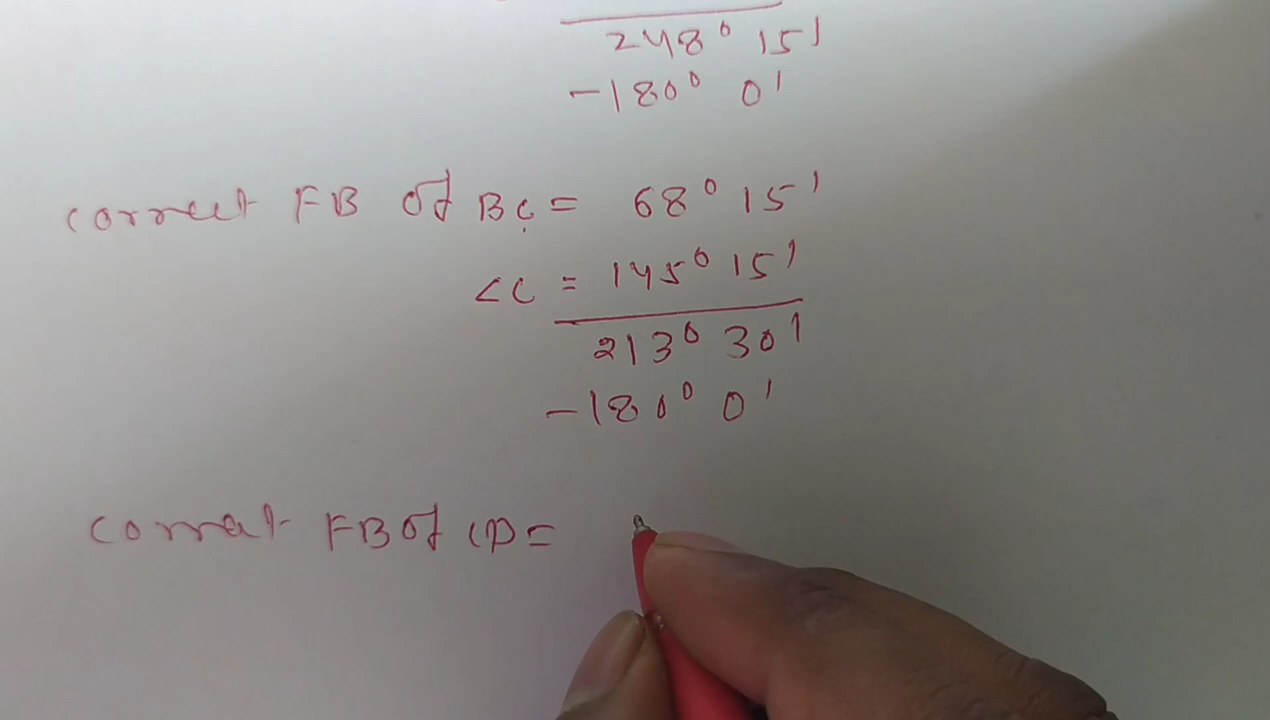 248° 15'
-180° 0'
correct FB of BC = 68° 15'
<C = 145° 15'
213° 30'
-180° 0'
correct FB of CD =